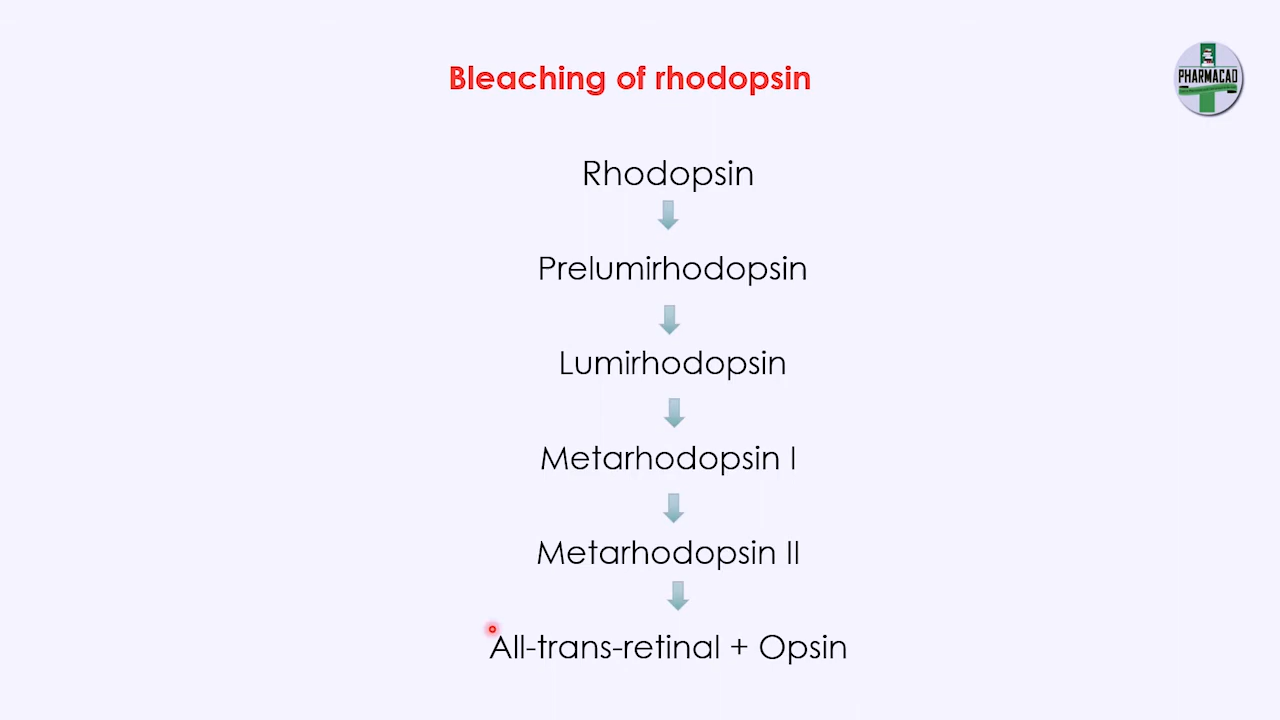 Bleaching of rhodopsin
PHARMACAD
Rhodopsin
Prelumirhodopsin
Lumirhodopsin
Metarhodopsin I
Metarhodopsin II
All-trans-retinal + Opsin